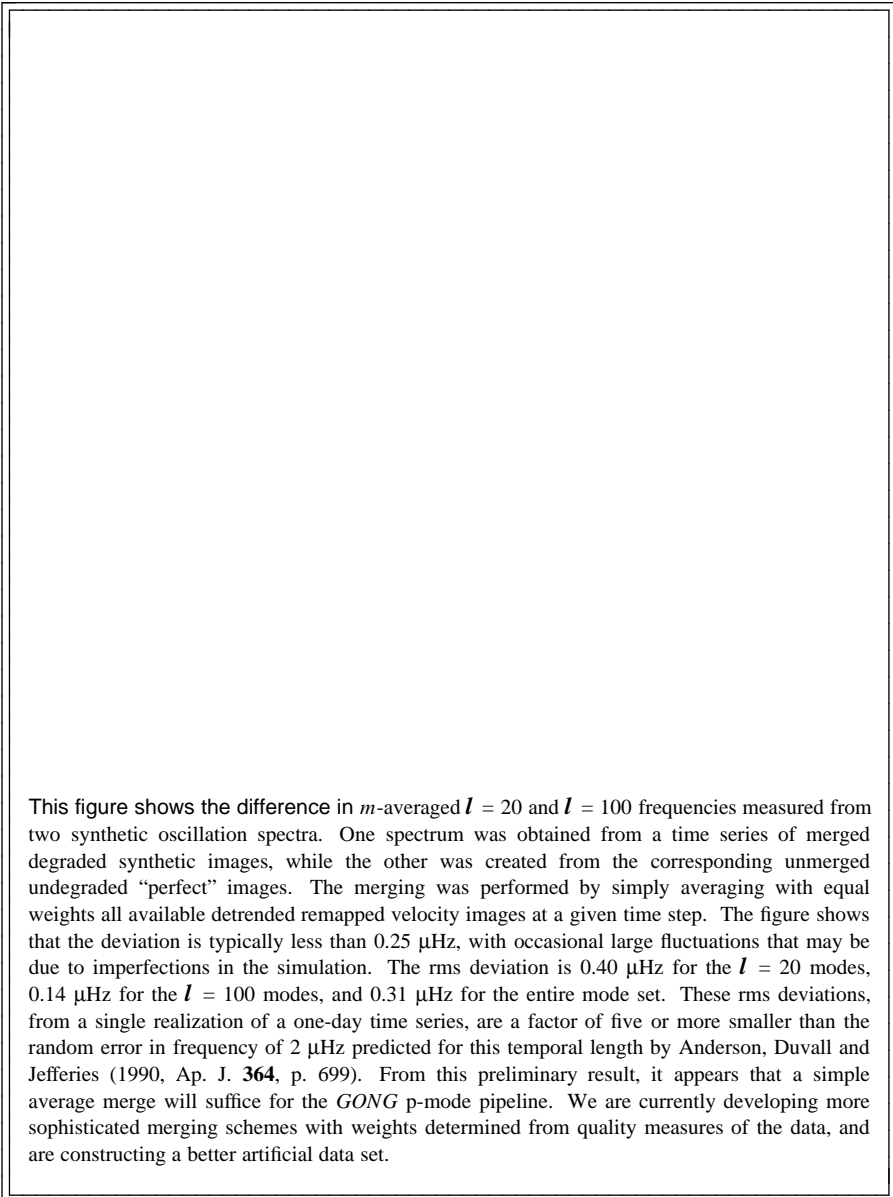 This figure shows the difference in m-averaged l = 20 and l = 100 frequencies measured from
two synthetic oscillation spectra. One spectrum was obtained from a time series of merged
degraded synthetic images, while the other was created from the corresponding unmerged
undegraded “perfect” images. The merging was performed by simply averaging with equal
weights all available detrended remapped velocity images at a given time step. The figure shows
that the deviation is typically less than 0.25 μHz, with occasional large fluctuations that may be
due to imperfections in the simulation. The rms deviation is 0.40 μHz for the l = 20 modes,
0.14 μHz for the l = 100 modes, and 0.31 μHz for the entire mode set. These rms deviations,
from a single realization of a one-day time series, are a factor of five or more smaller than the
random error in frequency of 2 μHz predicted for this temporal length by Anderson, Duvall and
Jefferies (1990, Ap. J. 364, p. 699). From this preliminary result, it appears that a simple
average merge will suffice for the GONG p-mode pipeline. We are currently developing more
sophisticated merging schemes with weights determined from quality measures of the data, and
are constructing a better artificial data set.